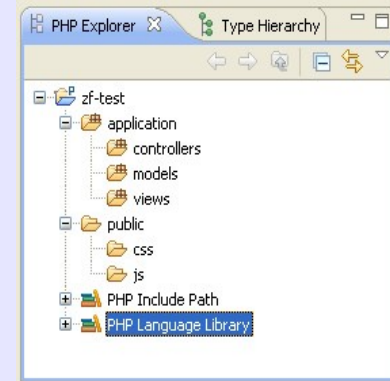 PHP Explorer Type Hierarchy
zf-test
application
controllers
models
views
public
css
js
PHP Include Path
PHP Language Library